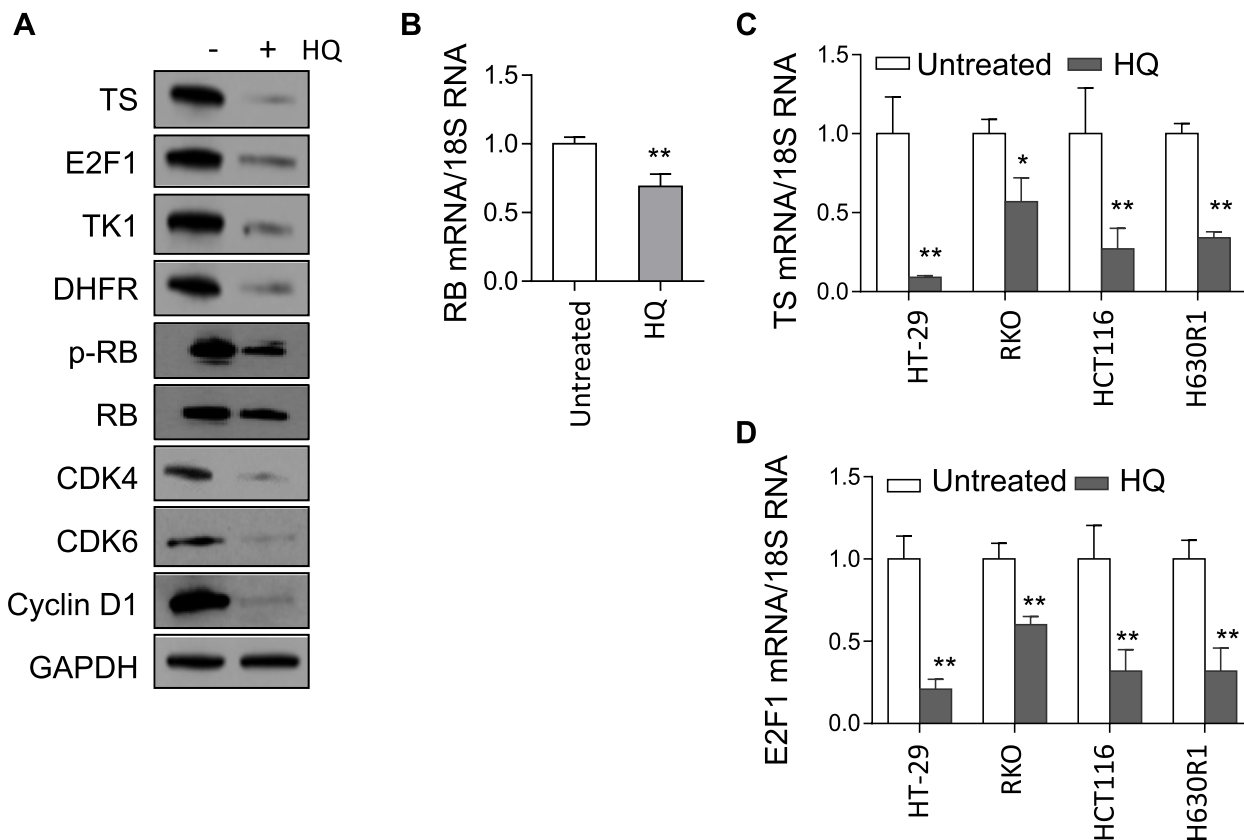 A
- + HQ
TS
E2F1
TK1
DHFR
p-RB
RB
CDK4
CDK6
Cyclin D1
GAPDH
B
RB mRNA/18S RNA
1.5
1.0
0.5
0.0
**
Untreated
HQ
C
TS mRNA/18S RNA
1.5
1.0
0.5
0.0
Untreated HQ
**
*
**
**
HT-29
RKO
HCT116
H630R1
D
E2F1 mRNA/18S RNA
1.5
1.0
0.5
0.0
Untreated HQ
**
**
**
**
HT-29
RKO
HCT116
H630R1